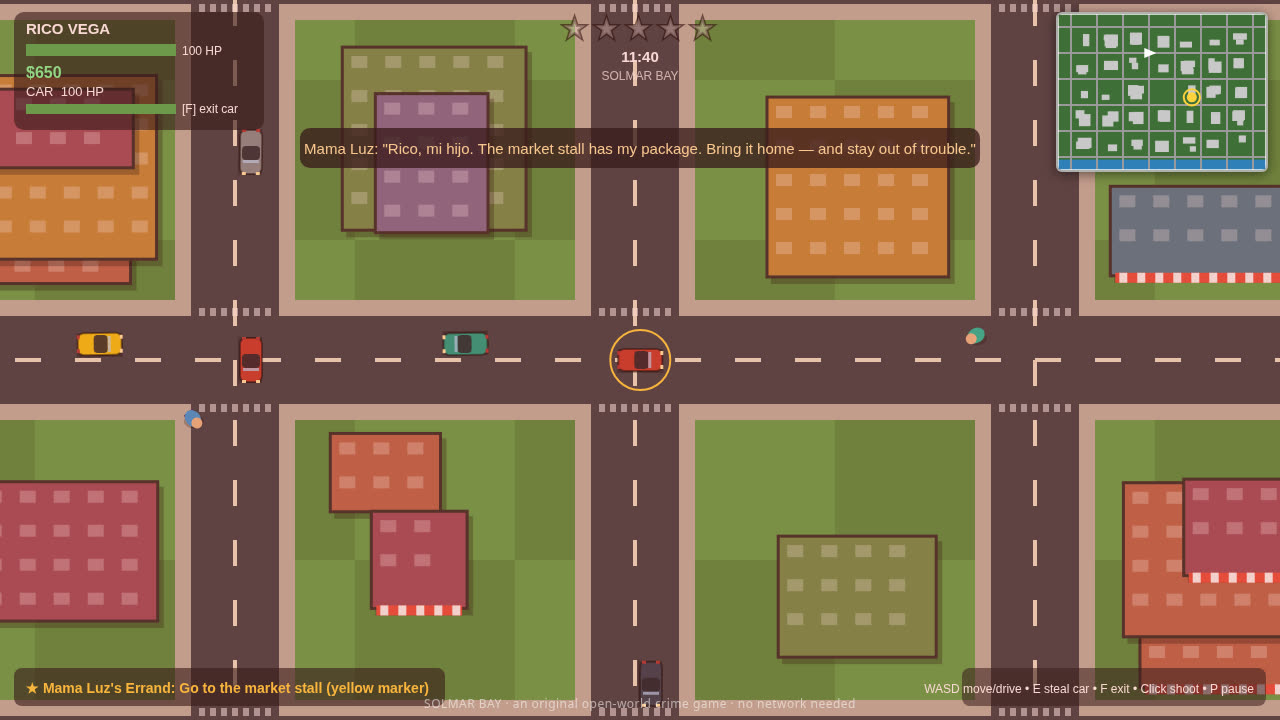 RICO VEGA
100 HP
$650
CAR 100 HP
[F] exit car
11:40
SOLMAR BAY
Mama Luz: "Rico, mi hijo. The market stall has my package. Bring it home — and stay out of trouble."
★ Mama Luz's Errand: Go to the market stall (yellow marker)
WASD move/drive • E steal car • F exit • Click shoot • P pause
SOLMAR BAY · an original open-world crime game · no network needed